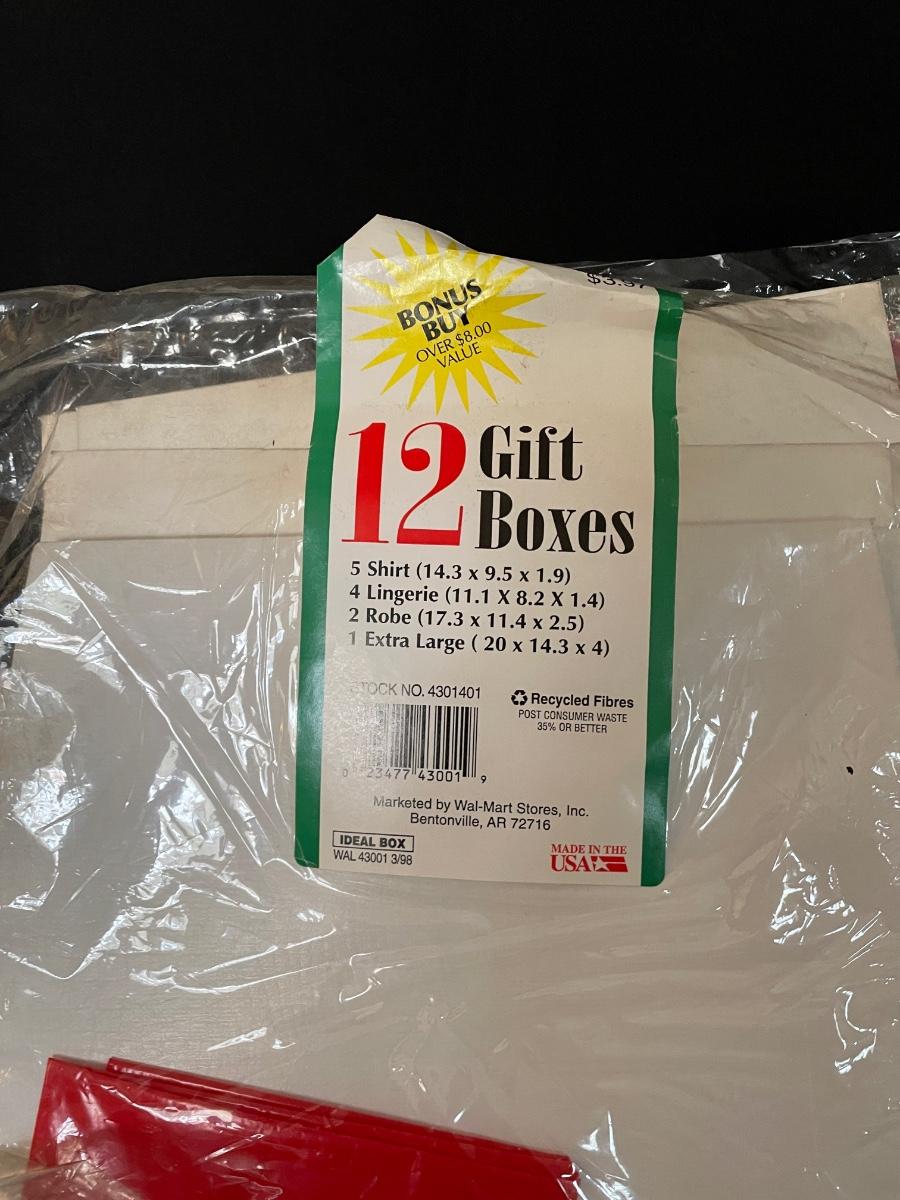 BONUS
BUY
OVER $8.00
VALUE
12 Gift
Boxes
5 Shirt (14.3 x 9.5 x 1.9)
4 Lingerie (11.1 X 8.2 X 1.4)
2 Robe (17.3 x 11.4 x 2.5)
1 Extra Large ( 20 x 14.3 x 4)
STOCK NO. 4301401
Recycled Fibres
POST CONSUMER WASTE
35% OR BETTER
0 23477 43001 9
Marketed by Wal-Mart Stores, Inc.
Bentonville, AR 72716
IDEAL BOX
WAL 43001 3/98
MADE IN THE
USA